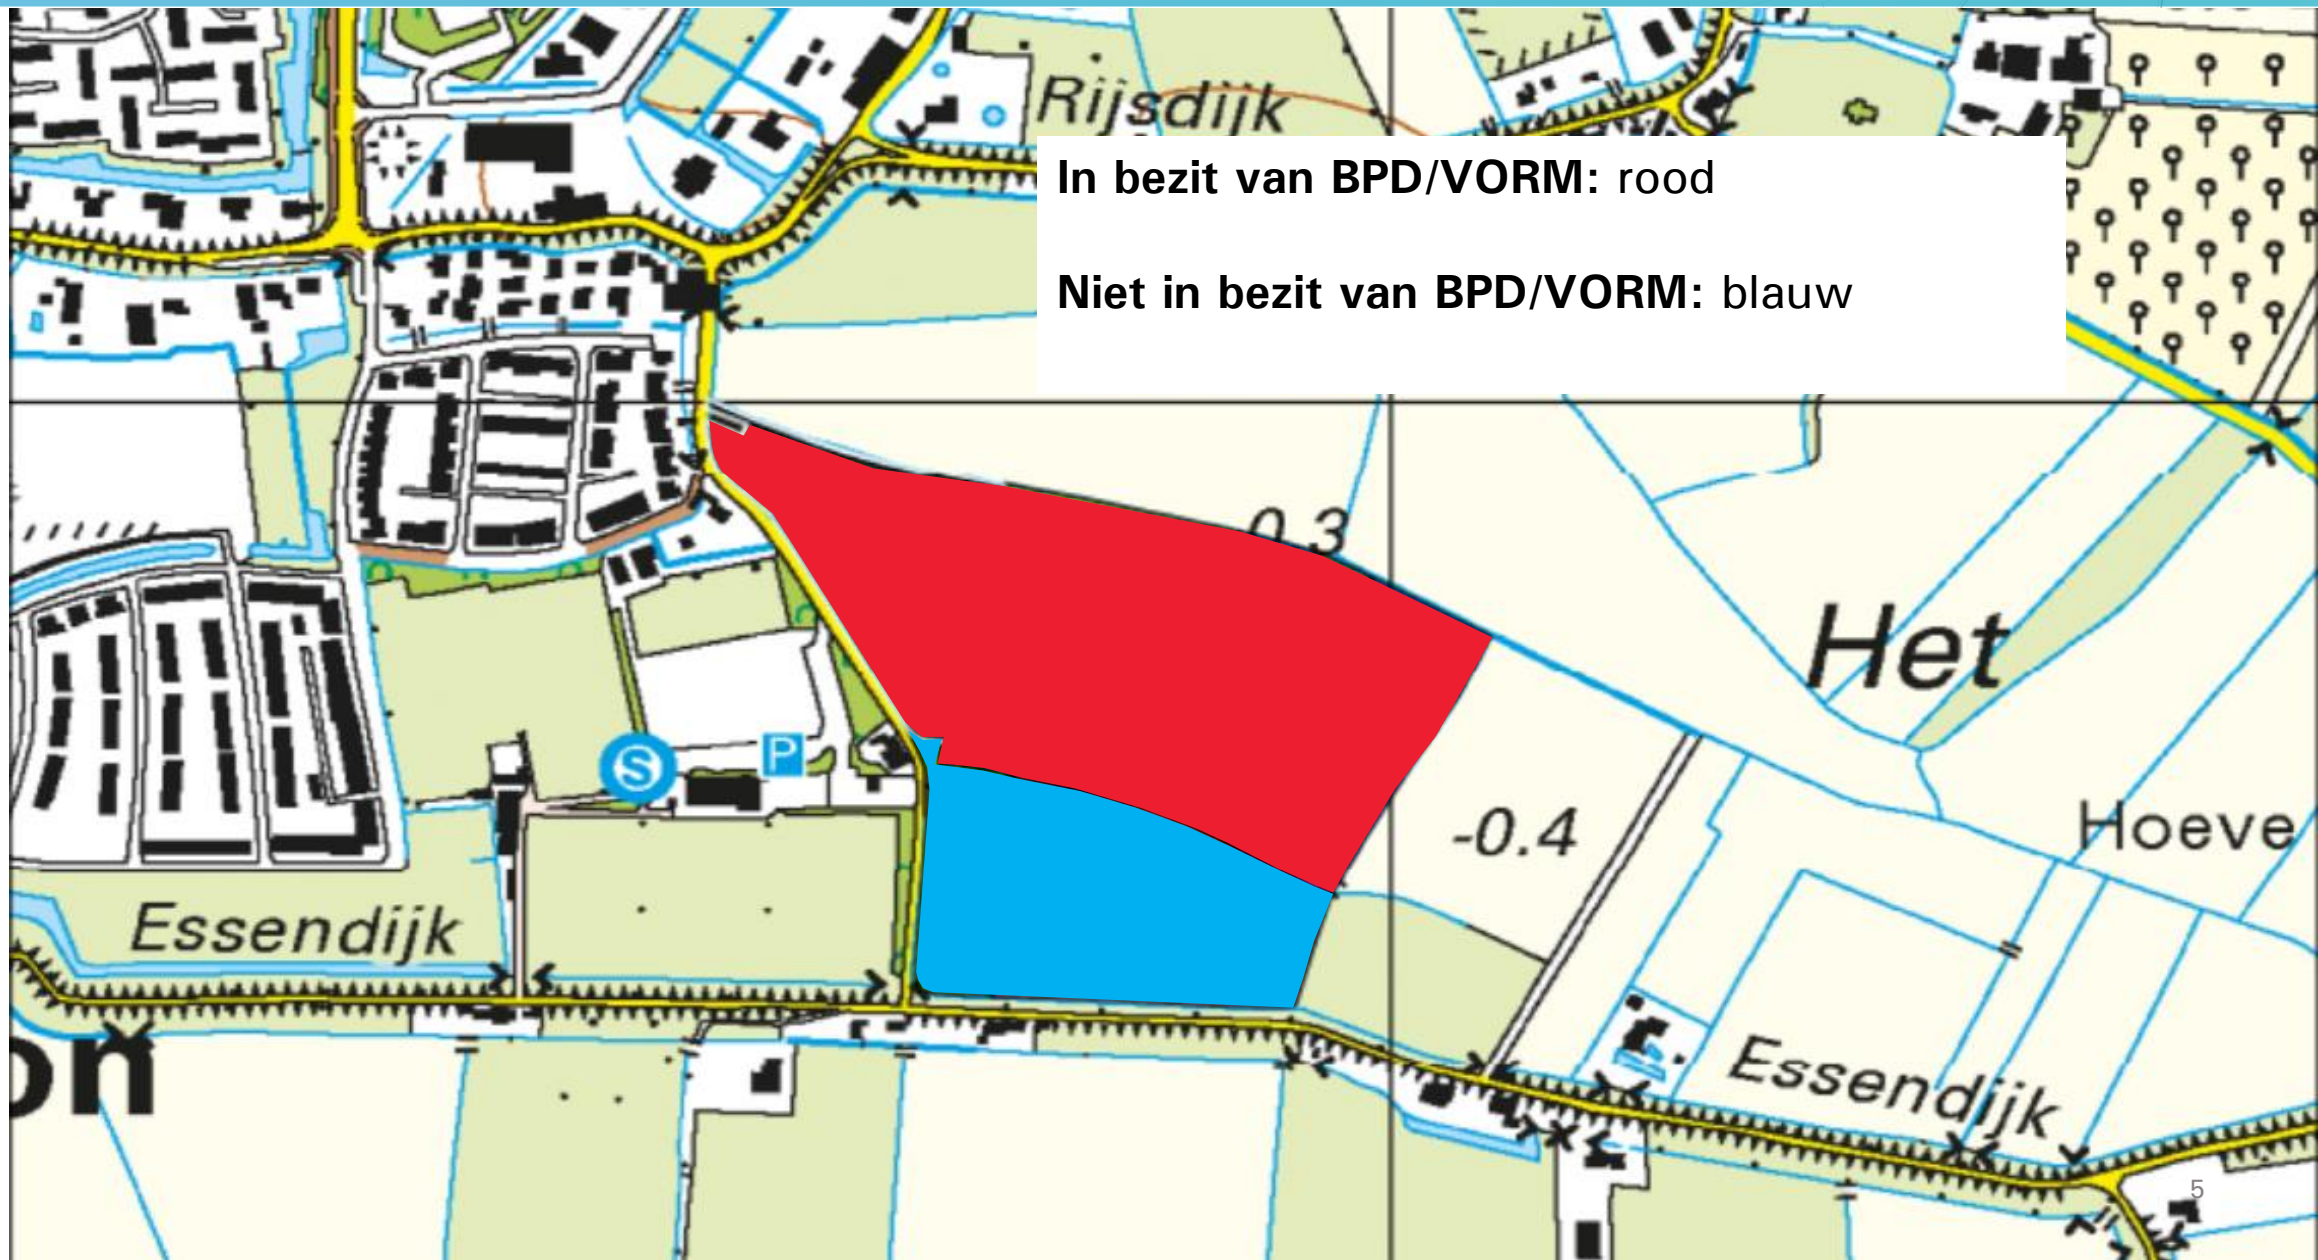 Rijsdijk
In bezit van BPD/VORM: rood
Niet in bezit van BPD/VORM: blauw
0.3
Het
S
P
-0.4
Hoeve
Essendijk
on
Essendijk
5